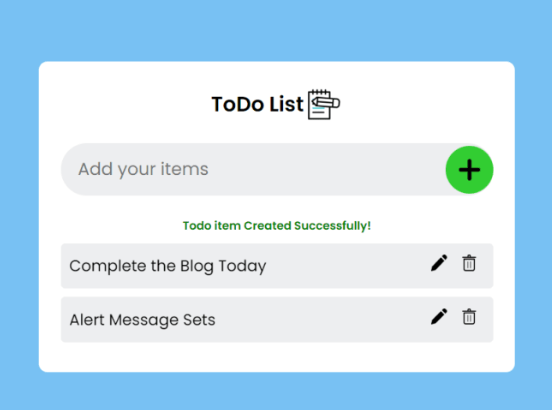 ToDo List
Add your items
Todo item Created Successfully!
Complete the Blog Today
Alert Message Sets